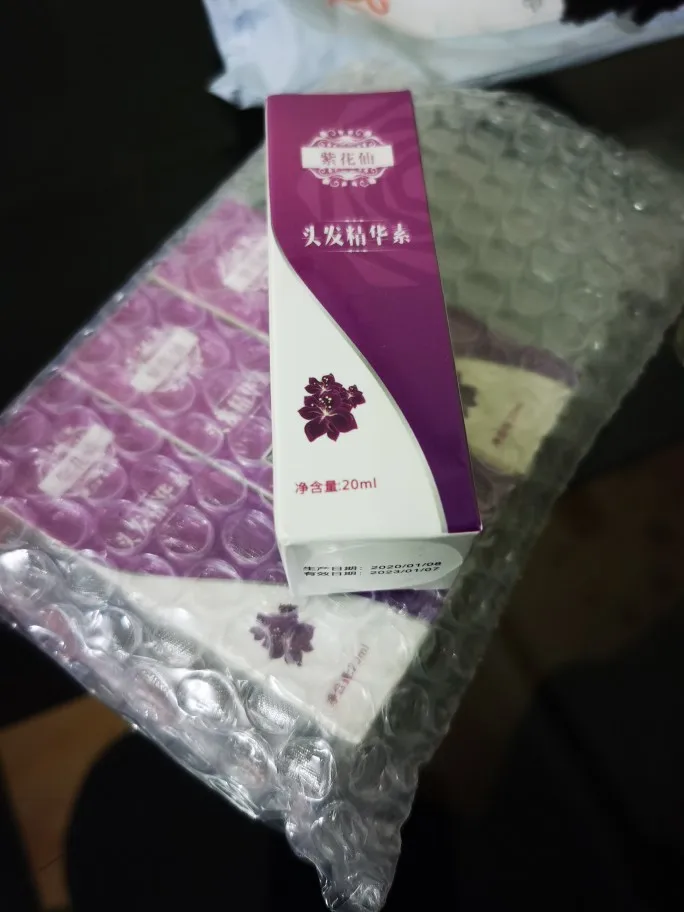 紫花仙
头发精华素
净含量:20ml
生产日期: 2020/01/08
有效日期: 2023/01/07